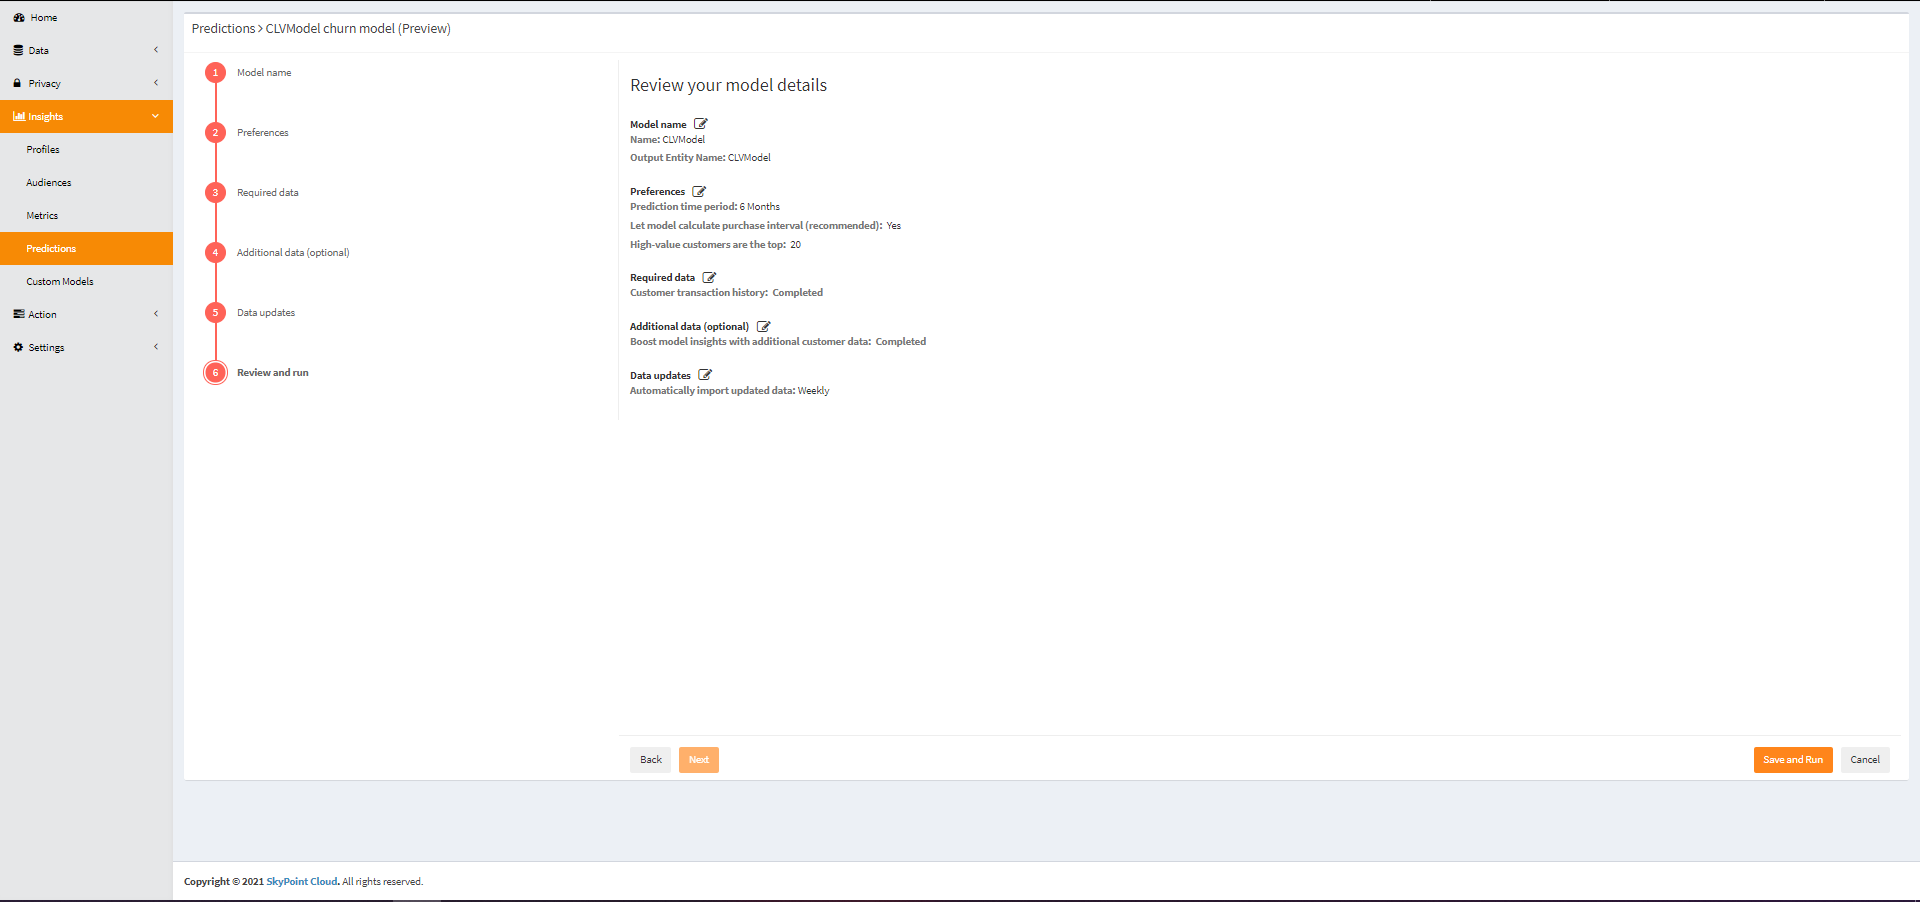 Home
Data
Privacy
Insights
Profiles
Audiences
Metrics
Predictions
Custom Models
Action
Settings
Predictions > CLVModel churn model (Preview)
1 Model name
2 Preferences
3 Required data
4 Additional data (optional)
5 Data updates
6 Review and run
Review your model details
Model name
Name: CLVModel
Output Entity Name: CLVModel
Preferences
Prediction time period: 6 Months
Let model calculate purchase interval (recommended): Yes
High-value customers are the top: 20
Required data
Customer transaction history: Completed
Additional data (optional)
Boost model insights with additional customer data: Completed
Data updates
Automatically import updated data: Weekly
Back Next Save and Run Cancel
Copyright © 2021 SkyPoint Cloud. All rights reserved.